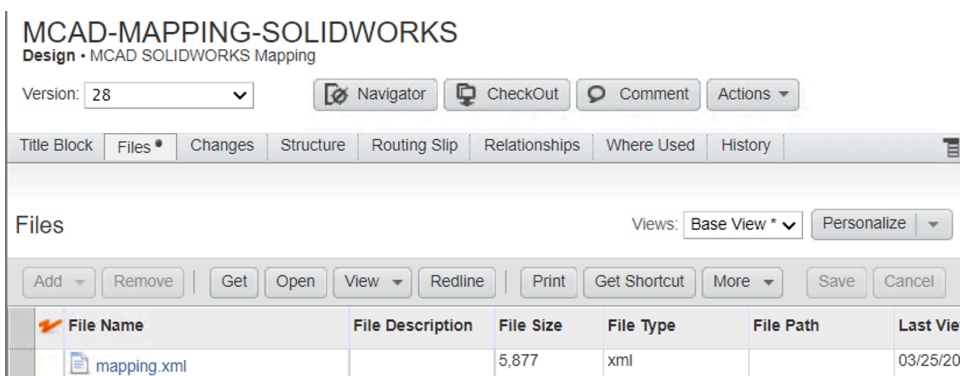 MCAD-MAPPING-SOLIDWORKS
Design • MCAD SOLIDWORKS Mapping
Version: 28 Navigator CheckOut Comment Actions
Title Block Files Changes Structure Routing Slip Relationships Where Used History
Files Views: Base View * Personalize
Add Remove Get Open View Redline Print Get Shortcut More Save Cancel
File Name File Description File Size File Type File Path Last Vie
mapping.xml 5,877 xml 03/25/20